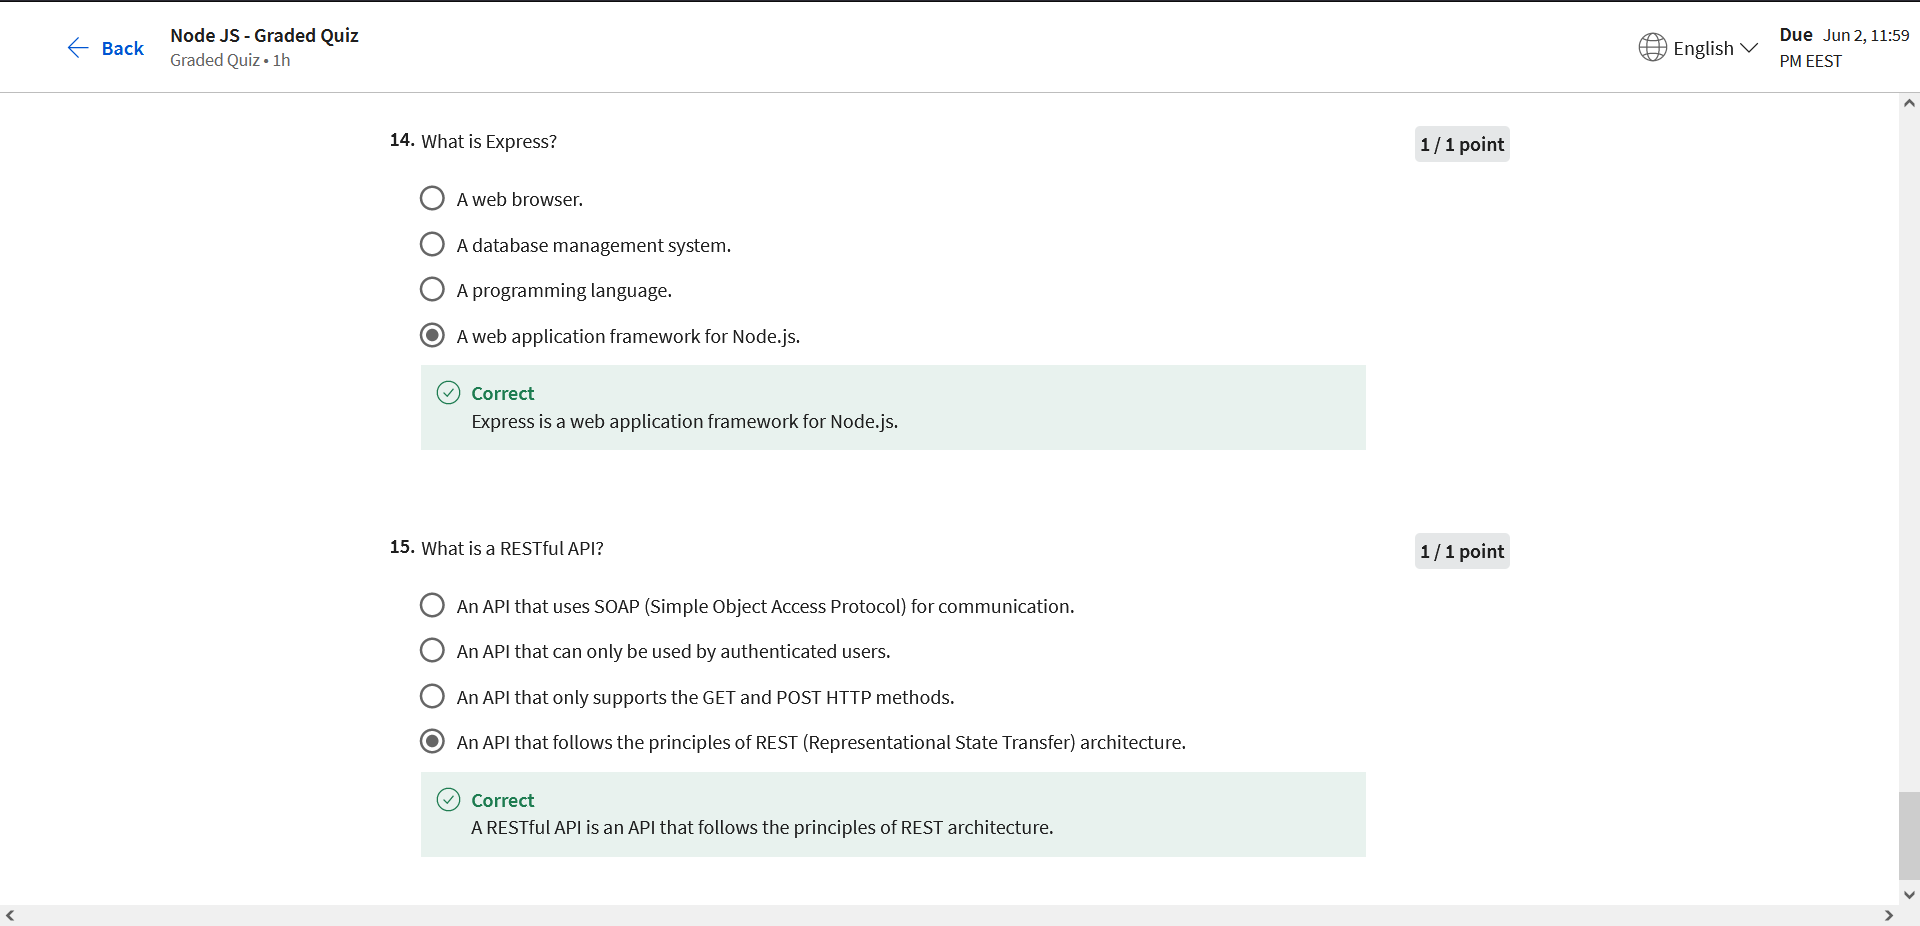 Back
Node JS - Graded Quiz
Graded Quiz • 1h
English
Due Jun 2, 11:59
PM EEST
14. What is Express?
1 / 1 point
A web browser.
A database management system.
A programming language.
A web application framework for Node.js.
Correct
Express is a web application framework for Node.js.
15. What is a RESTful API?
1 / 1 point
An API that uses SOAP (Simple Object Access Protocol) for communication.
An API that can only be used by authenticated users.
An API that only supports the GET and POST HTTP methods.
An API that follows the principles of REST (Representational State Transfer) architecture.
Correct
A RESTful API is an API that follows the principles of REST architecture.